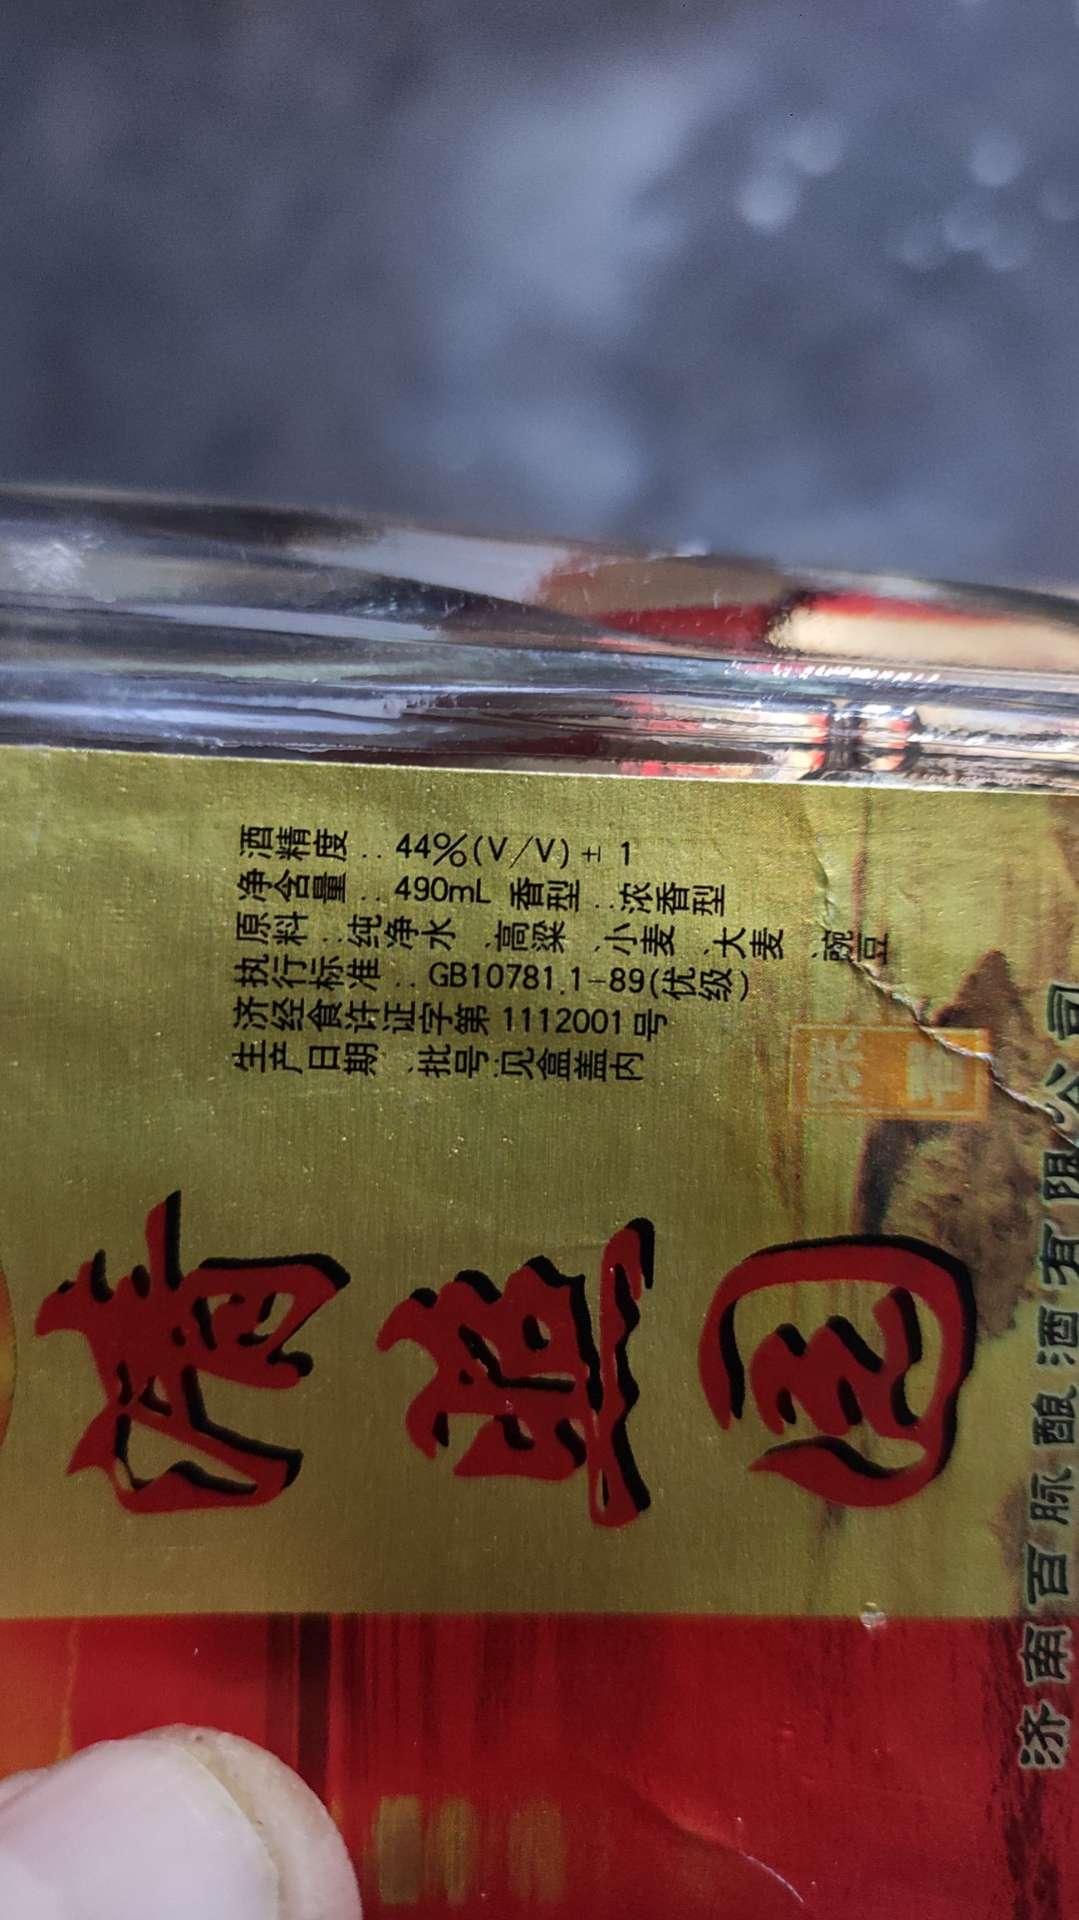 酒精度：44%(V/V)±1
净含量：490mL 香型：浓香型
原料：纯净水、高粱、小麦、大麦、豌豆
执行标准：GB10781.1-89(优级)
济经食许证字第1112001号
生产日期、批号:见盒盖内
清照园
陈香
济南百脉酿酒有限公司